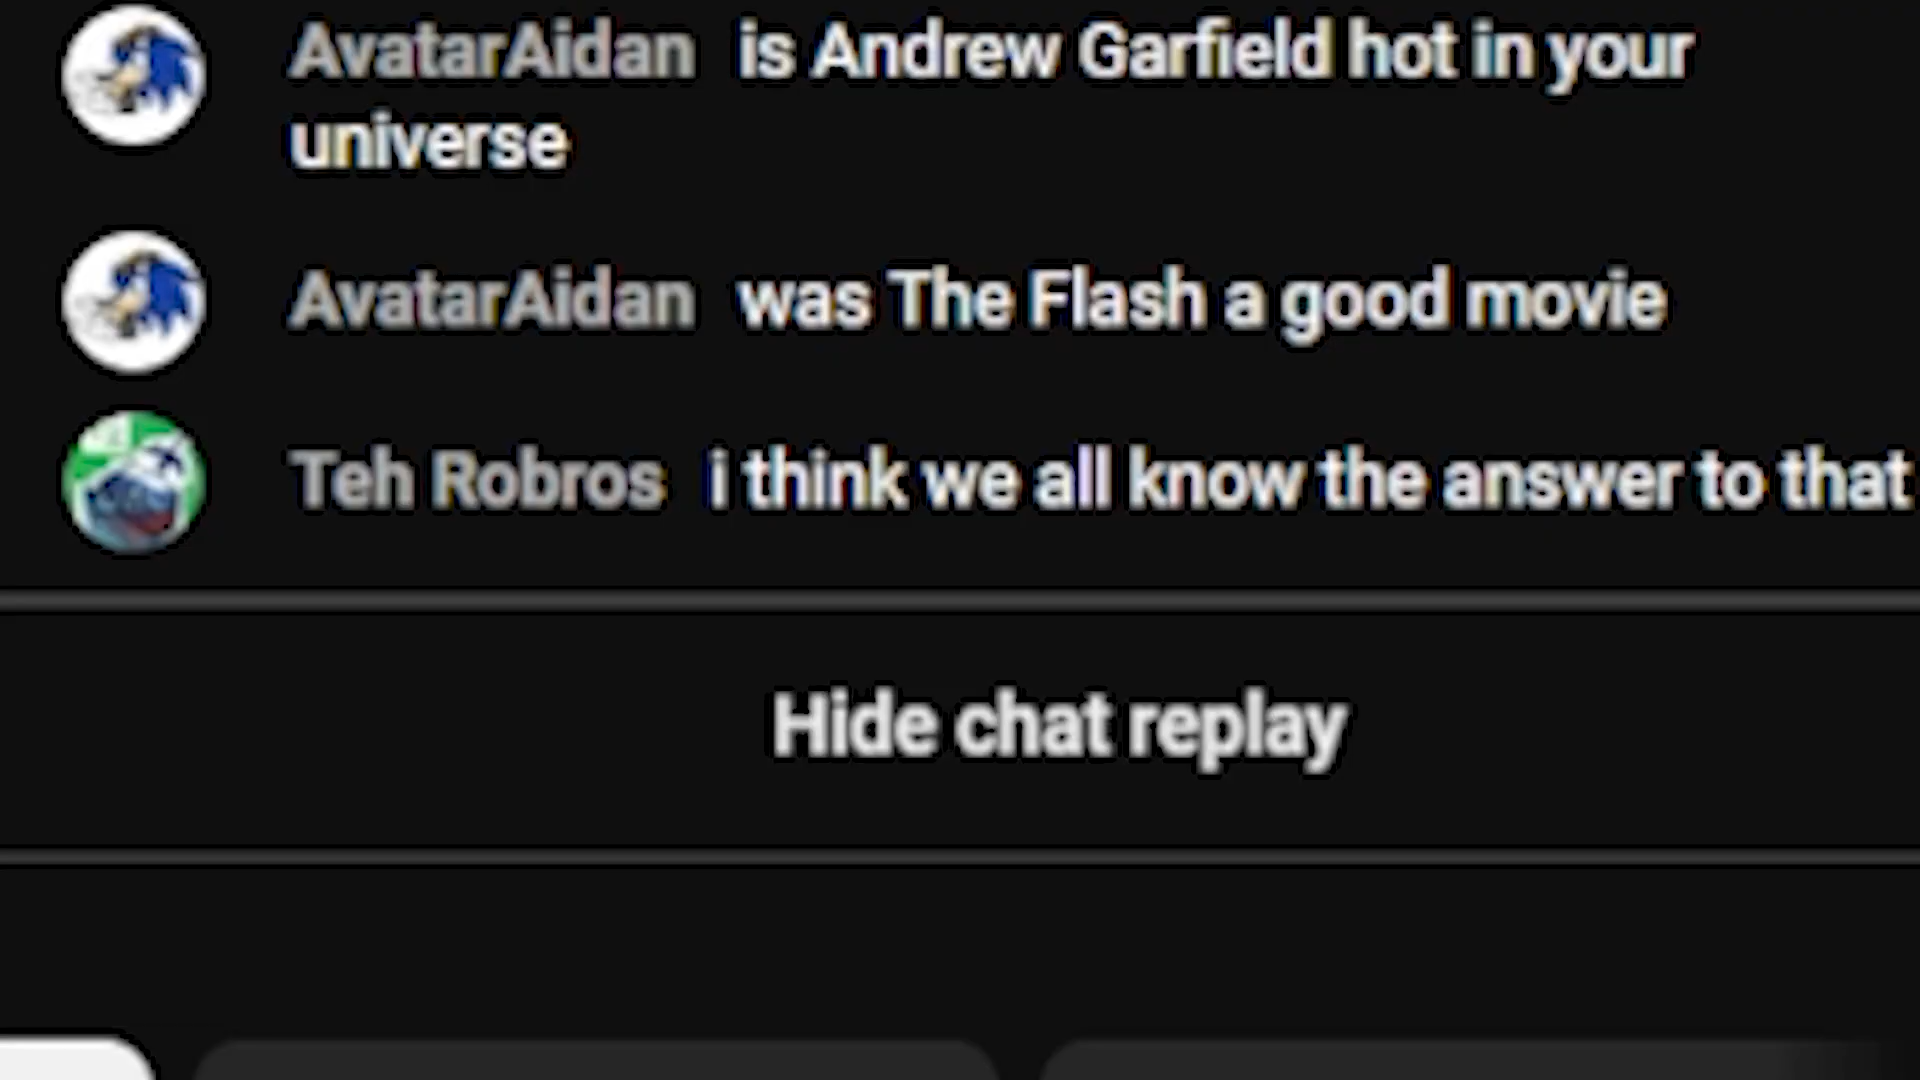 AvatarAidan is Andrew Garfield hot in your
universe
AvatarAidan was The Flash a good movie
Teh Robros i think we all know the answer to that
Hide chat replay